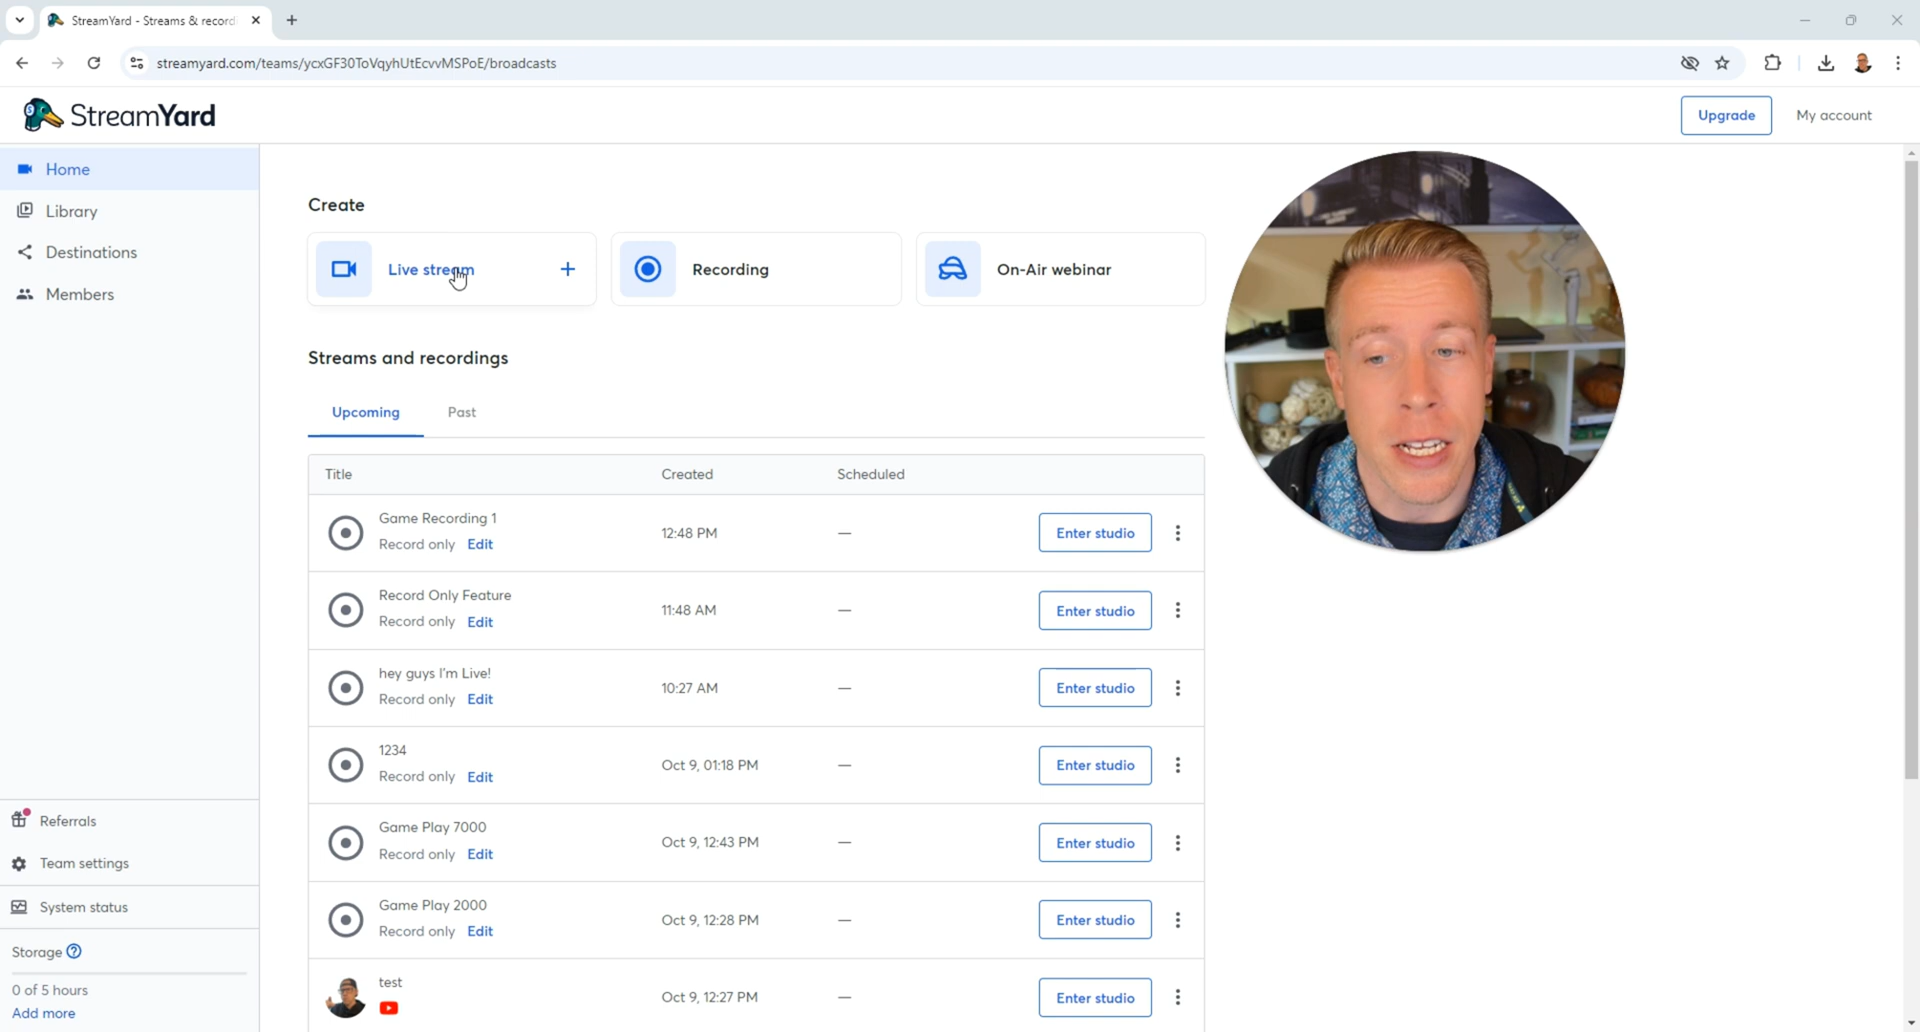 StreamYard - Streams & record
streamyard.com/teams/ycxGF30ToVqyhUtEcvvMSPoE/broadcasts
StreamYard
Upgrade
My account
Home
Library
Destinations
Members
Create
Live stream
Recording
On-Air webinar
Streams and recordings
Upcoming
Past
Title
Created
Scheduled
Game Recording 1
Record only Edit
12:48 PM
—
Enter studio
Record Only Feature
Record only Edit
11:48 AM
—
Enter studio
hey guys I'm Live!
Record only Edit
10:27 AM
—
Enter studio
1234
Record only Edit
Oct 9, 01:18 PM
—
Enter studio
Game Play 7000
Record only Edit
Oct 9, 12:43 PM
—
Enter studio
Game Play 2000
Record only Edit
Oct 9, 12:28 PM
—
Enter studio
test
Oct 9, 12:27 PM
—
Enter studio
Referrals
Team settings
System status
Storage
0 of 5 hours
Add more